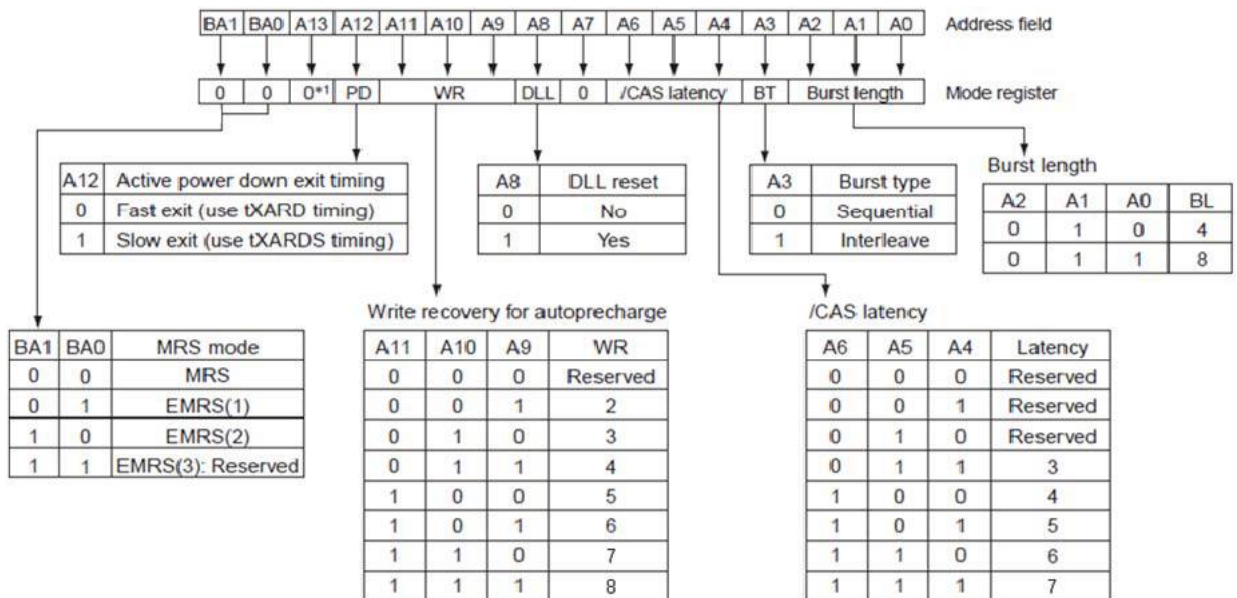 BA1 BA0 A13 A12 A11 A10 A9 A8 A7 A6 A5 A4 A3 A2 A1 A0 Address field
0 0 0*1 PD WR DLL 0 /CAS latency BT Burst length Mode register
A12 Active power down exit timing
0 Fast exit (use tXARD timing)
1 Slow exit (use tXARDS timing)
A8 DLL reset
0 No
1 Yes
A3 Burst type
0 Sequential
1 Interleave
Burst length
A2 A1 A0 BL
0 1 0 4
0 1 1 8
BA1 BA0 MRS mode
0 0 MRS
0 1 EMRS(1)
1 0 EMRS(2)
1 1 EMRS(3): Reserved
Write recovery for autoprecharge
A11 A10 A9 WR
0 0 0 Reserved
0 0 1 2
0 1 0 3
0 1 1 4
1 0 0 5
1 0 1 6
1 1 0 7
1 1 1 8
/CAS latency
A6 A5 A4 Latency
0 0 0 Reserved
0 0 1 Reserved
0 1 0 Reserved
0 1 1 3
1 0 0 4
1 0 1 5
1 1 0 6
1 1 1 7